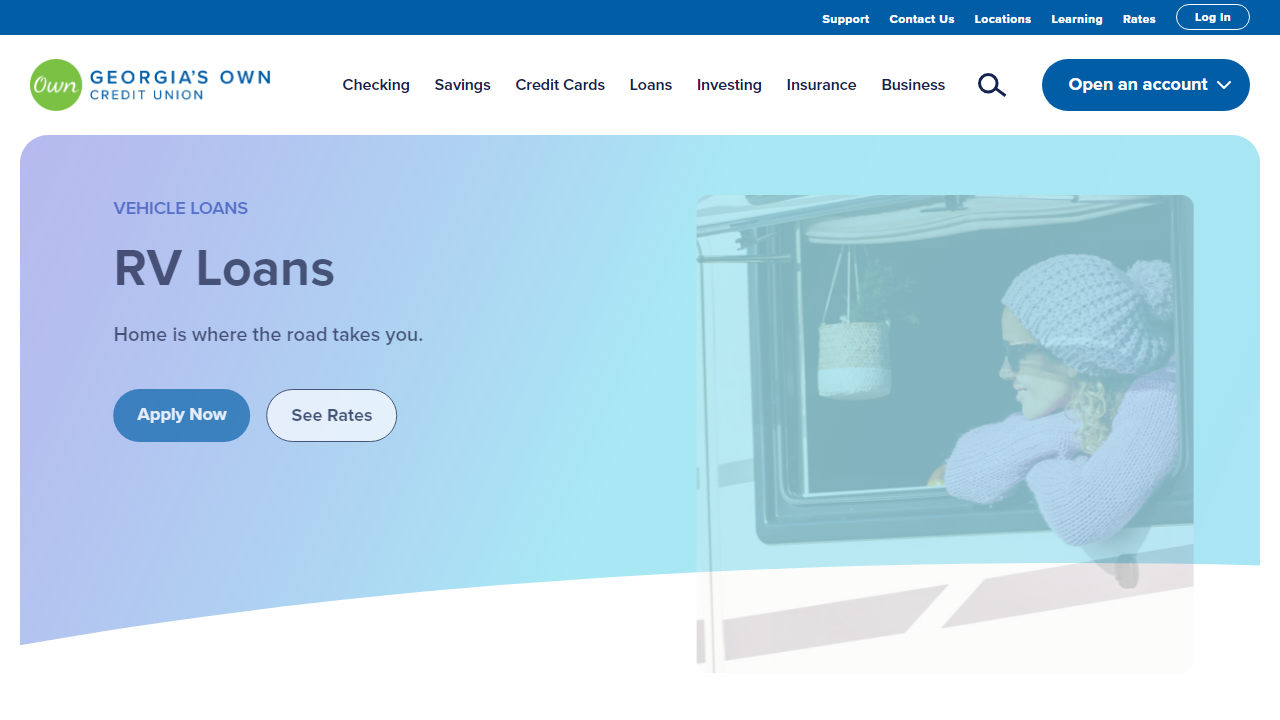 Support Contact Us Locations Learning Rates Log In
Own GEORGIA'S OWN
CREDIT UNION
Checking Savings Credit Cards Loans Investing Insurance Business Open an account
VEHICLE LOANS
RV Loans
Home is where the road takes you.
Apply Now See Rates